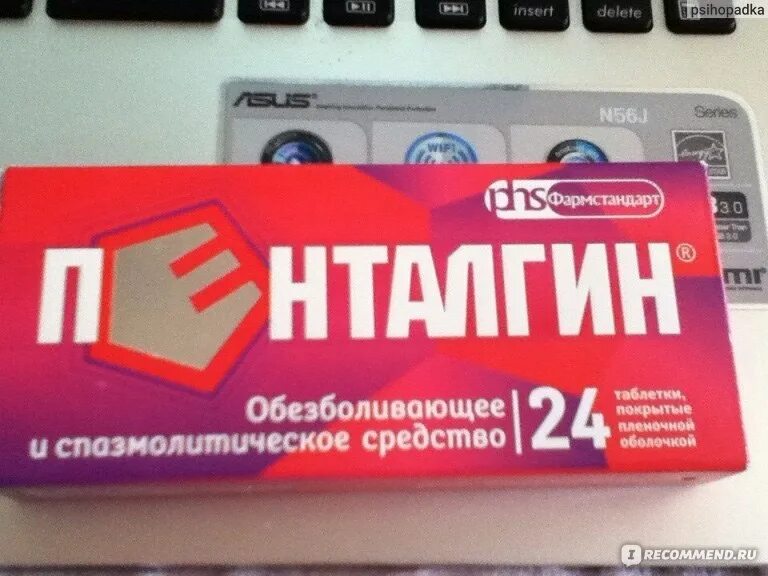 psihopadka
insert
delete
ASUS
N56J Series
WiFi
3.0
phs Фармстандарт
ПЕНТАЛГИН®
Обезболивающее
и спазмолитическое средство
24
таблетки,
покрытые
пленочной
оболочкой
I RECOMMEND.RU